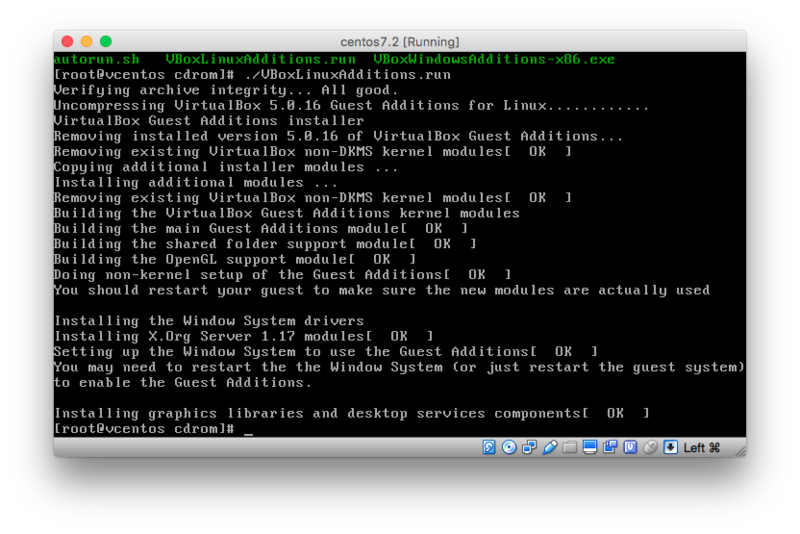 centos7.2 [Running]
autorun.sh   VBoxLinuxAdditions.run  VBoxWindowsAdditions-x86.exe
[root@vcentos cdrom]# ./VBoxLinuxAdditions.run
Verifying archive integrity... All good.
Uncompressing VirtualBox 5.0.16 Guest Additions for Linux............
VirtualBox Guest Additions installer
Removing installed version 5.0.16 of VirtualBox Guest Additions...
Removing existing VirtualBox non-DKMS kernel modules[  OK  ]
Copying additional installer modules ...
Installing additional modules ...
Removing existing VirtualBox non-DKMS kernel modules[  OK  ]
Building the VirtualBox Guest Additions kernel modules
Building the main Guest Additions module[  OK  ]
Building the shared folder support module[  OK  ]
Building the OpenGL support module[  OK  ]
Doing non-kernel setup of the Guest Additions[  OK  ]
You should restart your guest to make sure the new modules are actually used
Installing the Window System drivers
Installing X.Org Server 1.17 modules[  OK  ]
Setting up the Window System to use the Guest Additions[  OK  ]
You may need to restart the the Window System (or just restart the guest system)
to enable the Guest Additions.
Installing graphics libraries and desktop services components[  OK  ]
[root@vcentos cdrom]# _
Left ⌘